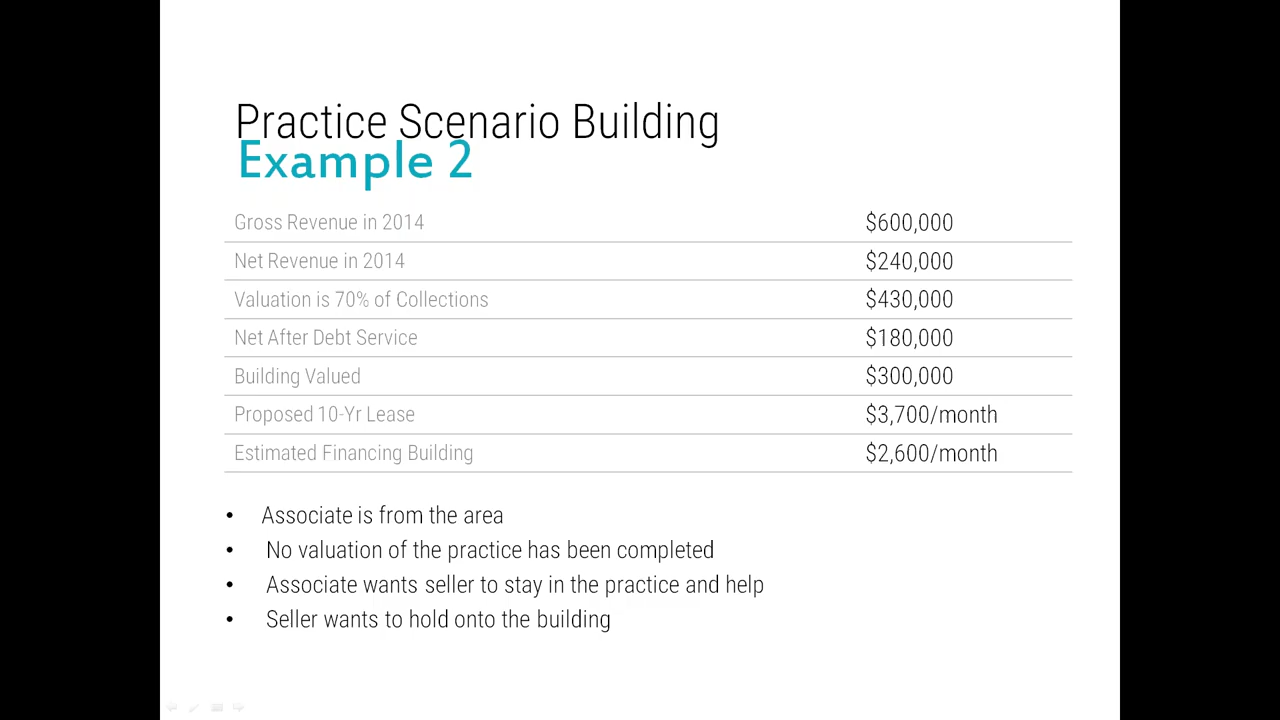 Practice Scenario Building
Example 2
Gross Revenue in 2014 $600,000
Net Revenue in 2014 $240,000
Valuation is 70% of Collections $430,000
Net After Debt Service $180,000
Building Valued $300,000
Proposed 10-Yr Lease $3,700/month
Estimated Financing Building $2,600/month
• Associate is from the area
• No valuation of the practice has been completed
• Associate wants seller to stay in the practice and help
• Seller wants to hold onto the building